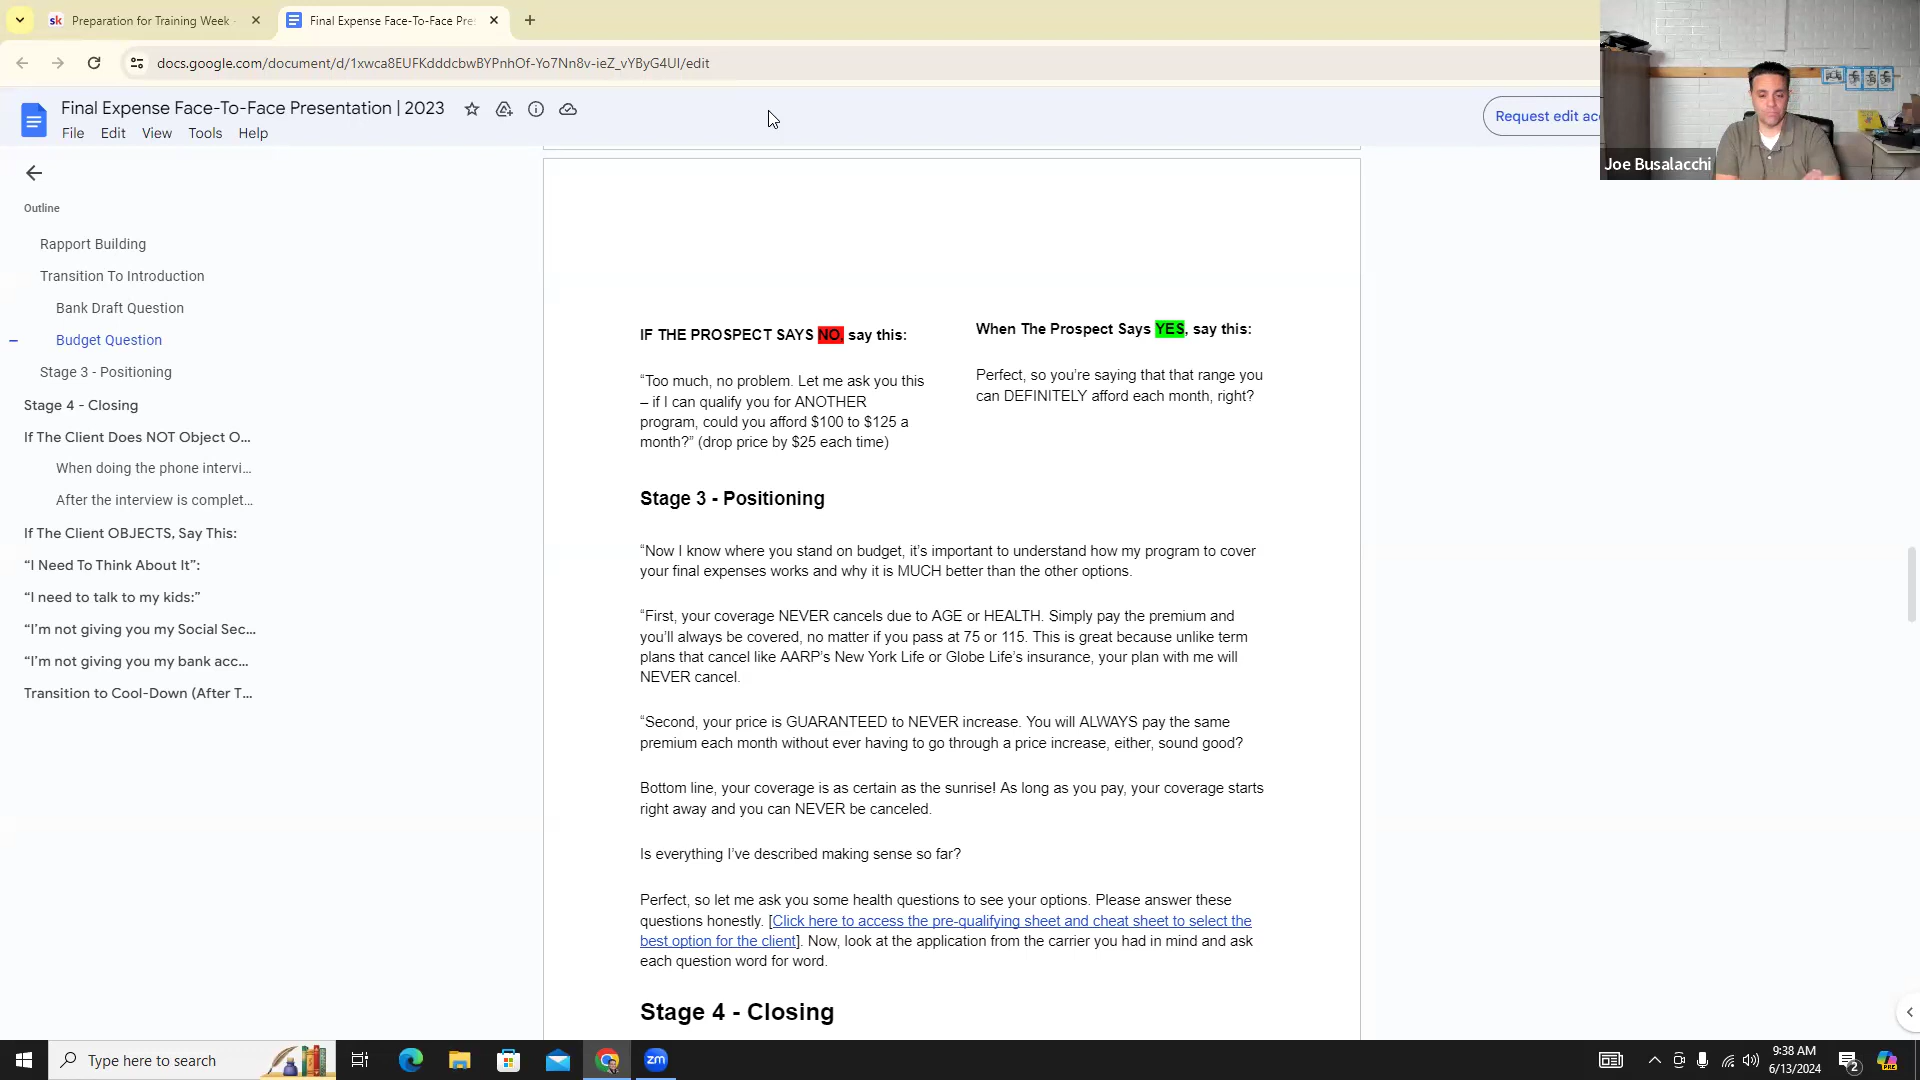 Preparation for Training Week
Final Expense Face-To-Face Pre
docs.google.com/document/d/1xwca8EUFKdddcbwBYPnhOf-Yo7Nn8v-ieZ_vYByG4UI/edit
Final Expense Face-To-Face Presentation | 2023
File Edit View Tools Help
Request edit acc
Joe Busalacchi
Outline
Rapport Building
Transition To Introduction
Bank Draft Question
Budget Question
Stage 3 - Positioning
Stage 4 - Closing
If The Client Does NOT Object O...
When doing the phone intervi...
After the interview is complet...
If The Client OBJECTS, Say This:
“I Need To Think About It”:
“I need to talk to my kids:”
“I’m not giving you my Social Sec...
“I’m not giving you my bank acc...
Transition to Cool-Down (After T...
IF THE PROSPECT SAYS NO, say this:
“Too much, no problem. Let me ask you this
– if I can qualify you for ANOTHER
program, could you afford $100 to $125 a
month?” (drop price by $25 each time)
When The Prospect Says YES, say this:
Perfect, so you’re saying that that range you
can DEFINITELY afford each month, right?
Stage 3 - Positioning
“Now I know where you stand on budget, it’s important to understand how my program to cover
your final expenses works and why it is MUCH better than the other options.
“First, your coverage NEVER cancels due to AGE or HEALTH. Simply pay the premium and
you’ll always be covered, no matter if you pass at 75 or 115. This is great because unlike term
plans that cancel like AARP’s New York Life or Globe Life’s insurance, your plan with me will
NEVER cancel.
“Second, your price is GUARANTEED to NEVER increase. You will ALWAYS pay the same
premium each month without ever having to go through a price increase, either, sound good?
Bottom line, your coverage is as certain as the sunrise! As long as you pay, your coverage starts
right away and you can NEVER be canceled.
Is everything I’ve described making sense so far?
Perfect, so let me ask you some health questions to see your options. Please answer these
questions honestly. [Click here to access the pre-qualifying sheet and cheat sheet to select the
best option for the client]. Now, look at the application from the carrier you had in mind and ask
each question word for word.
Stage 4 - Closing
Type here to search
zm
9:38 AM
6/13/2024
2